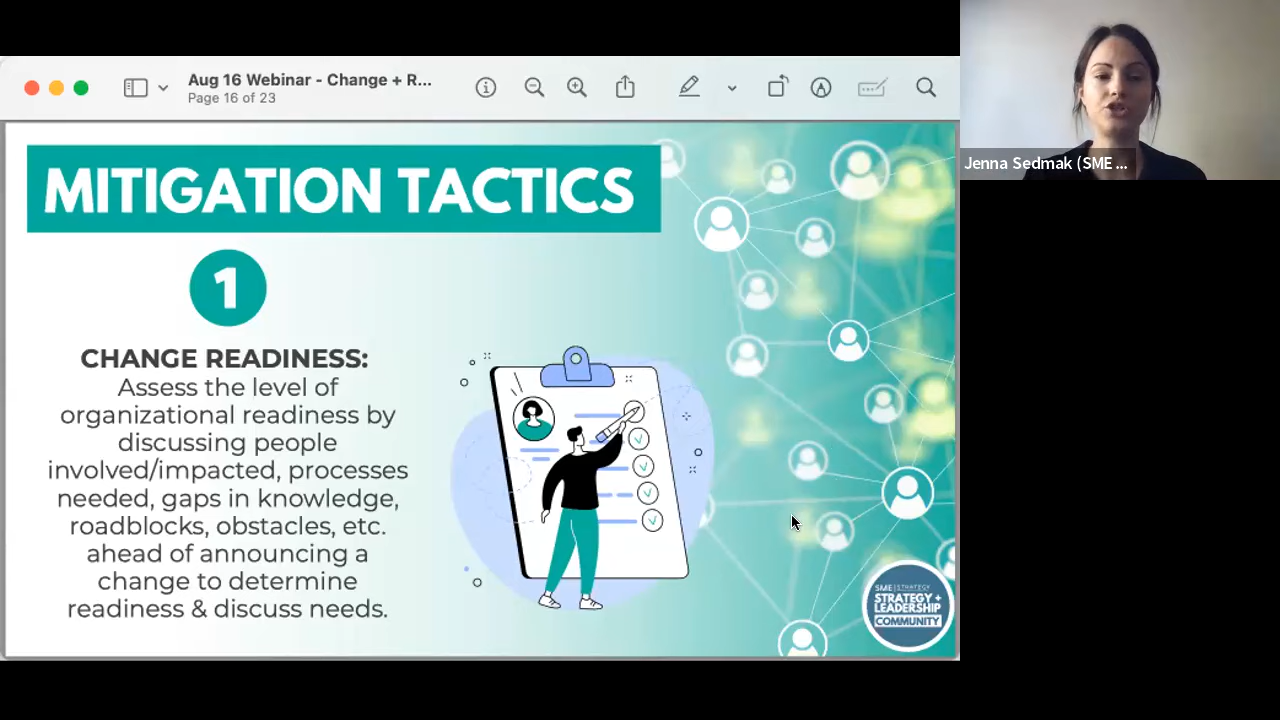 Aug 16 Webinar - Change + R...
Page 16 of 23
Jenna Sedmak (SME ...
MITIGATION TACTICS
1
CHANGE READINESS:
Assess the level of
organizational readiness by
discussing people
involved/impacted, processes
needed, gaps in knowledge,
roadblocks, obstacles, etc.
ahead of announcing a
change to determine
readiness & discuss needs.
SME | STRATEGY
STRATEGY +
LEADERSHIP
COMMUNITY